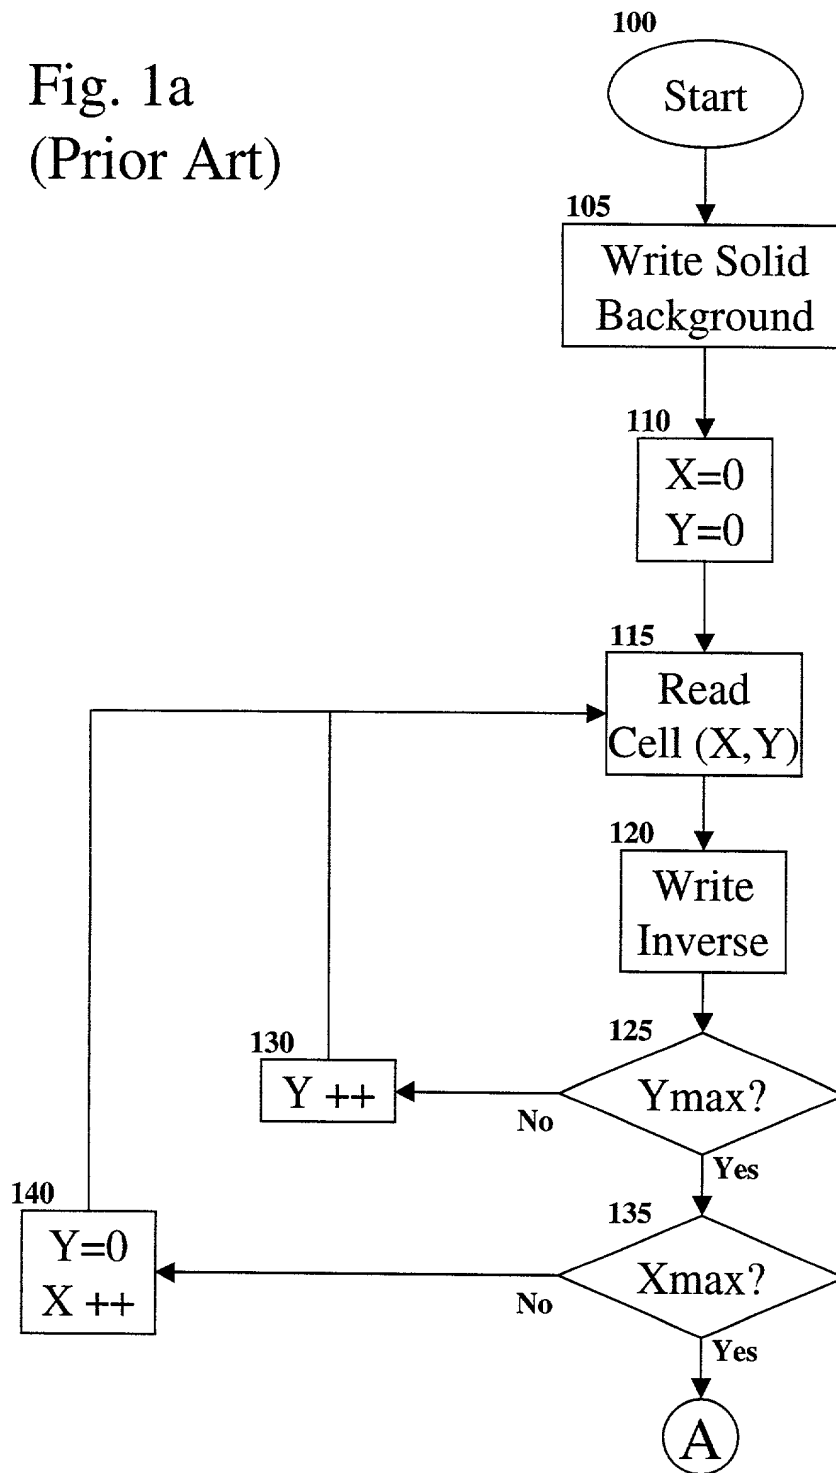 Fig. 1a
(Prior Art)
100
Start
105
Write Solid
Background
110
X=0
Y=0
115
Read
Cell (X,Y)
120
Write
Inverse
125
Ymax?
No
Yes
130
Y ++
135
Xmax?
No
Yes
140
Y=0
X ++
A